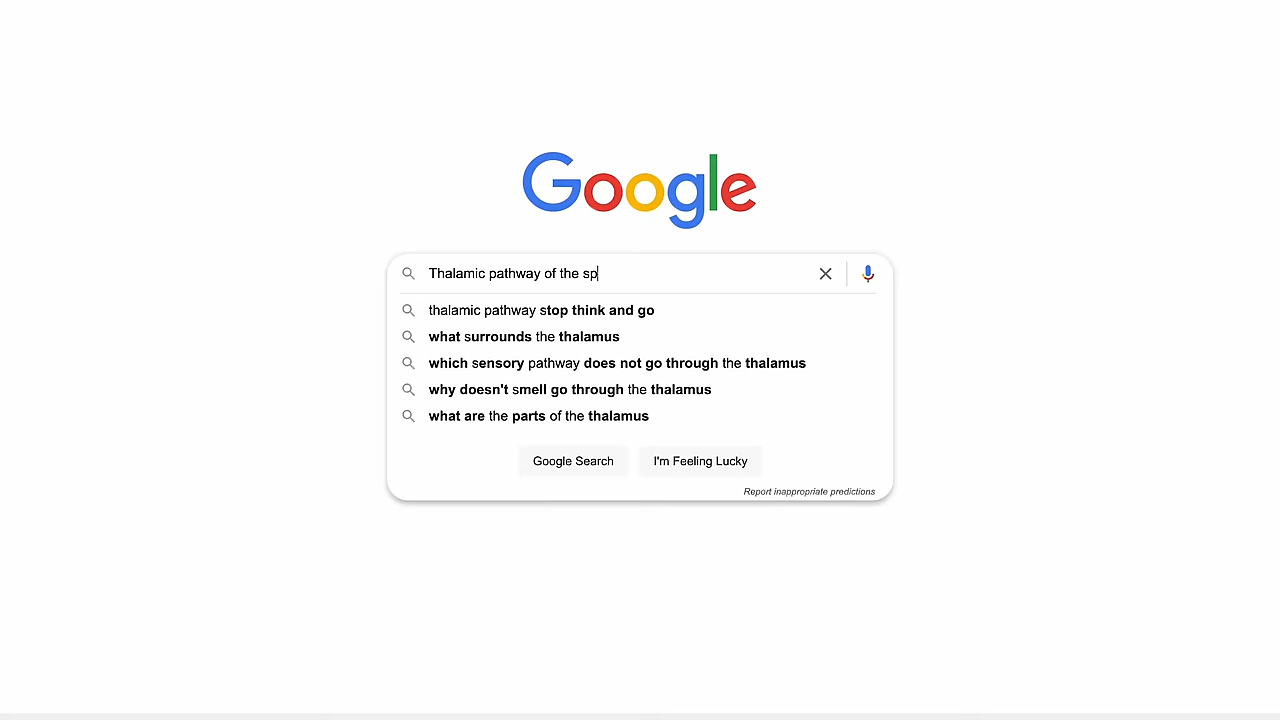 Google
Thalamic pathway of the sp
thalamic pathway stop think and go
what surrounds the thalamus
which sensory pathway does not go through the thalamus
why doesn't smell go through the thalamus
what are the parts of the thalamus
Google Search I'm Feeling Lucky
Report inappropriate predictions